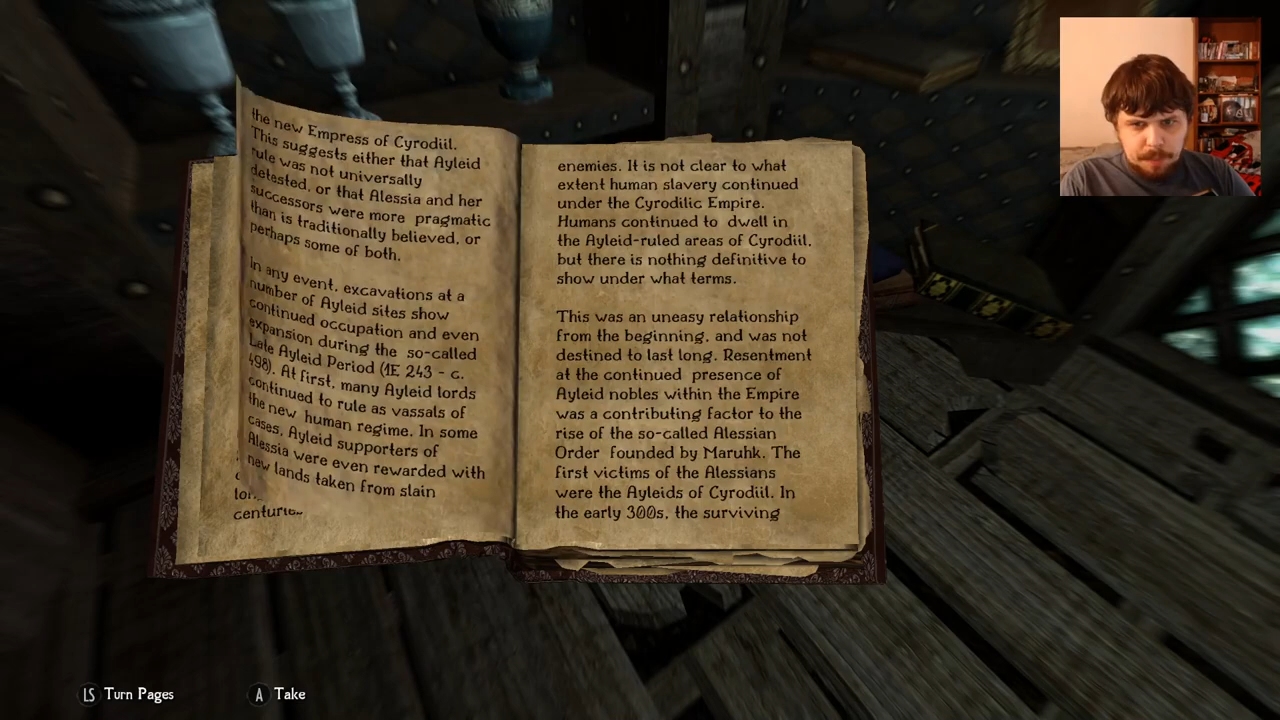 the new Empress of Cyrodiil.
This suggests either that Ayleid
rule was not universally
detested, or that Alessia and her
successors were more pragmatic
than is traditionally believed, or
perhaps some of both.
In any event, excavations at a
number of Ayleid sites show
continued occupation and even
expansion during the so-called
Late Ayleid Period (1E 243 - c.
498). At first, many Ayleid lords
continued to rule as vassals of
the new human regime. In some
cases, Ayleid supporters of
Alessia were even rewarded with
new lands taken from slain
enemies. It is not clear to what
extent human slavery continued
under the Cyrodilic Empire.
Humans continued to dwell in
the Ayleid-ruled areas of Cyrodiil,
but there is nothing definitive to
show under what terms.
This was an uneasy relationship
from the beginning, and was not
destined to last long. Resentment
at the continued presence of
Ayleid nobles within the Empire
was a contributing factor to the
rise of the so-called Alessian
Order founded by Maruhk. The
first victims of the Alessians
were the Ayleids of Cyrodiil. In
the early 300s, the surviving
LS Turn Pages
A Take